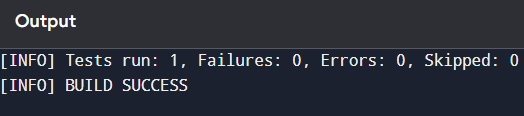 Output
[INFO] Tests run: 1, Failures: 0, Errors: 0, Skipped: 0
[INFO] BUILD SUCCESS